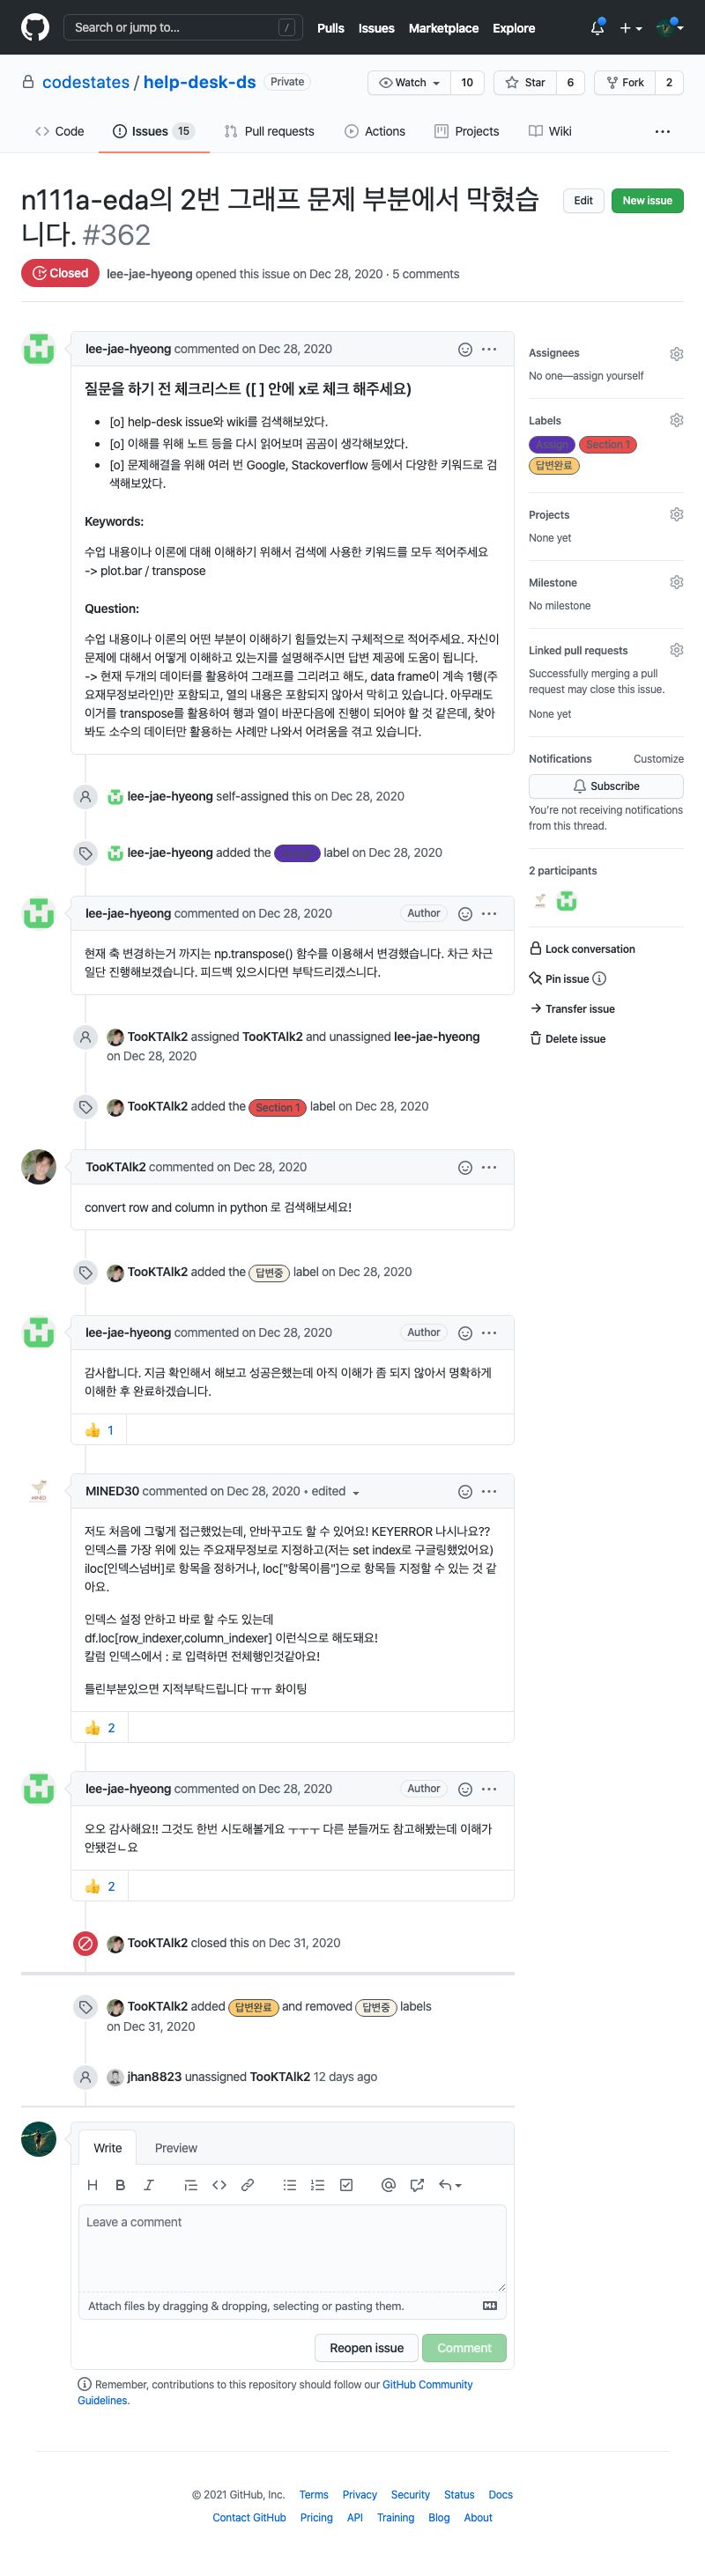 Search or jump to... /
Pulls Issues Marketplace Explore
codestates / help-desk-ds Private
Watch 10 Star 6 Fork 2
Code Issues 15 Pull requests Actions Projects Wiki
n111a-eda의 2번 그래프 문제 부분에서 막혔습
니다. #362
Edit New issue
Closed lee-jae-hyeong opened this issue on Dec 28, 2020 · 5 comments
lee-jae-hyeong commented on Dec 28, 2020
질문을 하기 전 체크리스트 ([ ] 안에 x로 체크 해주세요)
• [o] help-desk issue와 wiki를 검색해보았다.
• [o] 이해를 위해 노트 등을 다시 읽어보며 곰곰이 생각해보았다.
• [o] 문제해결을 위해 여러 번 Google, Stackoverflow 등에서 다양한 키워드로 검
색해보았다.
Keywords:
수업 내용이나 이론에 대해 이해하기 위해서 검색에 사용한 키워드를 모두 적어주세요
-> plot.bar / transpose
Question:
수업 내용이나 이론의 어떤 부분이 이해하기 힘들었는지 구체적으로 적어주세요. 자신이
문제에 대해서 어떻게 이해하고 있는지를 설명해주시면 답변 제공에 도움이 됩니다.
-> 현재 두개의 데이터를 활용하여 그래프를 그리려고 해도, data frame이 계속 1행(주
요재무정보라인)만 포함되고, 열의 내용은 포함되지 않아서 막히고 있습니다. 아무래도
이거를 transpose를 활용하여 행과 열이 바꾼다음에 진행이 되어야 할 것 같은데, 찾아
봐도 소수의 데이터만 활용하는 사례만 나와서 어려움을 겪고 있습니다.
Assignees
No one—assign yourself
Labels
Assign Section 1
답변완료
Projects
None yet
Milestone
No milestone
Linked pull requests
Successfully merging a pull
request may close this issue.
None yet
Notifications Customize
Subscribe
You're not receiving notifications
from this thread.
2 participants
Lock conversation
Pin issue
Transfer issue
Delete issue
lee-jae-hyeong self-assigned this on Dec 28, 2020
lee-jae-hyeong added the label on Dec 28, 2020
lee-jae-hyeong commented on Dec 28, 2020 Author
현재 축 변경하는거 까지는 np.transpose() 함수를 이용해서 변경했습니다. 차근 차근
일단 진행해보겠습니다. 피드백 있으시다면 부탁드리겠스니다.
TooKTAlk2 assigned TooKTAlk2 and unassigned lee-jae-hyeong
on Dec 28, 2020
TooKTAlk2 added the Section 1 label on Dec 28, 2020
TooKTAlk2 commented on Dec 28, 2020
convert row and column in python 로 검색해보세요!
TooKTAlk2 added the 답변중 label on Dec 28, 2020
lee-jae-hyeong commented on Dec 28, 2020 Author
감사합니다. 지금 확인해서 해보고 성공은했는데 아직 이해가 좀 되지 않아서 명확하게
이해한 후 완료하겠습니다.
👍 1
MINED30 commented on Dec 28, 2020 • edited
저도 처음에 그렇게 접근했었는데, 안바꾸고도 할 수 있어요! KEYERROR 나시나요??
인덱스를 가장 위에 있는 주요재무정보로 지정하고(저는 set index로 구글링했었어요)
iloc[인덱스넘버]로 항목을 정하거나, loc["항목이름"]으로 항목들 지정할 수 있는 것 같
아요.
인덱스 설정 안하고 바로 할 수도 있는데
df.loc[row_indexer,column_indexer] 이런식으로 해도돼요!
칼럼 인덱스에서 : 로 입력하면 전체행인것같아요!
틀린부분있으면 지적부탁드립니다 ㅠㅠ 화이팅
👍 2
lee-jae-hyeong commented on Dec 28, 2020 Author
오오 감사해요!! 그것도 한번 시도해볼게요 ㅜㅜㅜ 다른 분들꺼도 참고해봤는데 이해가
안됐걷ㄴ요
👍 2
TooKTAlk2 closed this on Dec 31, 2020
TooKTAlk2 added 답변완료 and removed 답변중 labels
on Dec 31, 2020
jhan8823 unassigned TooKTAlk2 12 days ago
Write Preview
Leave a comment
Attach files by dragging & dropping, selecting or pasting them.
Reopen issue Comment
Remember, contributions to this repository should follow our GitHub Community
Guidelines.
© 2021 GitHub, Inc. Terms Privacy Security Status Docs
Contact GitHub Pricing API Training Blog About